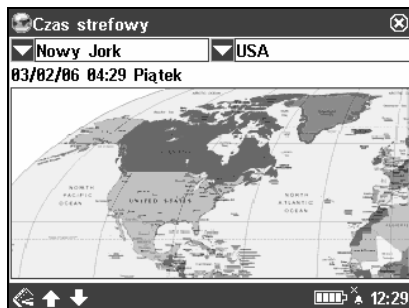 Czas strefowy
Nowy Jork USA
03/02/06 04:29 Piątek
NORTH
PACIFIC
OCEAN
UNITED STATES
NORTH
ATLANTIC
OCEAN
12:29